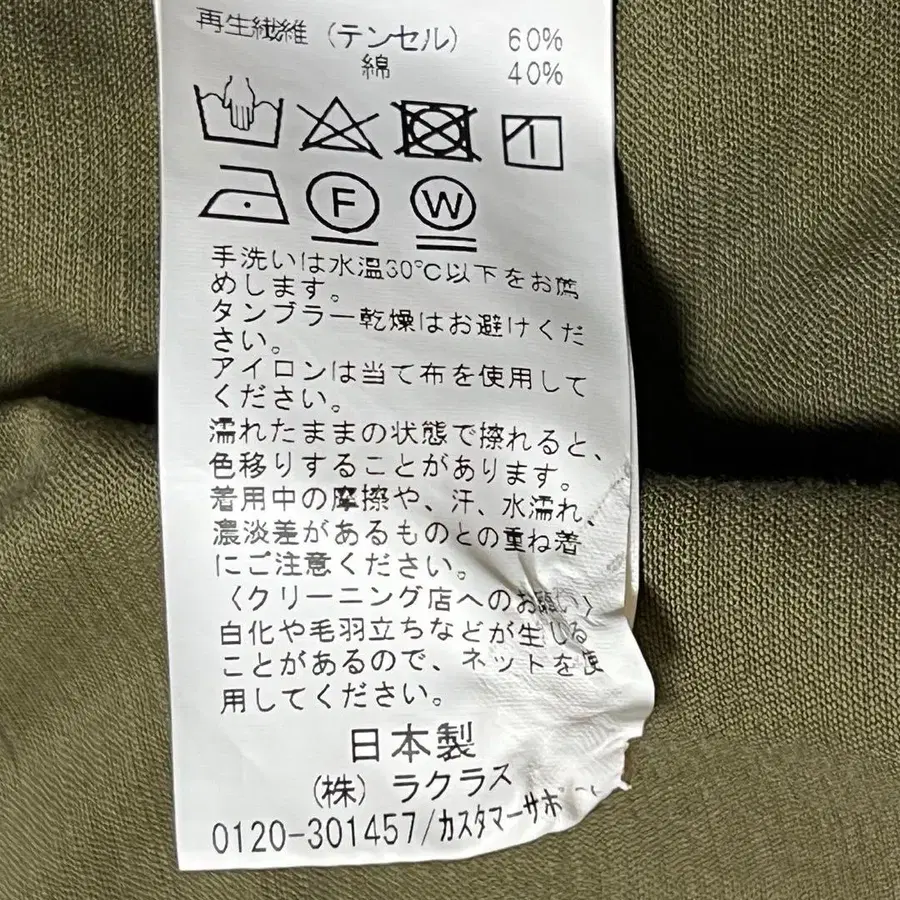 再生繊維 (テンセル) 60%
綿 40%
F W
手洗いは水温30℃以下をお薦
めします。
タンブラー乾燥はお避けくだ
さい。
アイロンは当て布を使用して
ください。
濡れたままの状態で擦れると、
色移りすることがあります。
着用中の摩擦や、汗、水濡れ、
濃淡差があるものとの重ね着
にご注意ください。
〈クリーニング店へのお願い〉
白化や毛羽立ちなどが生じる
ことがあるので、ネットを使
用してください。
日本製
(株) ラクラス
0120-301457/カスタマーサポ